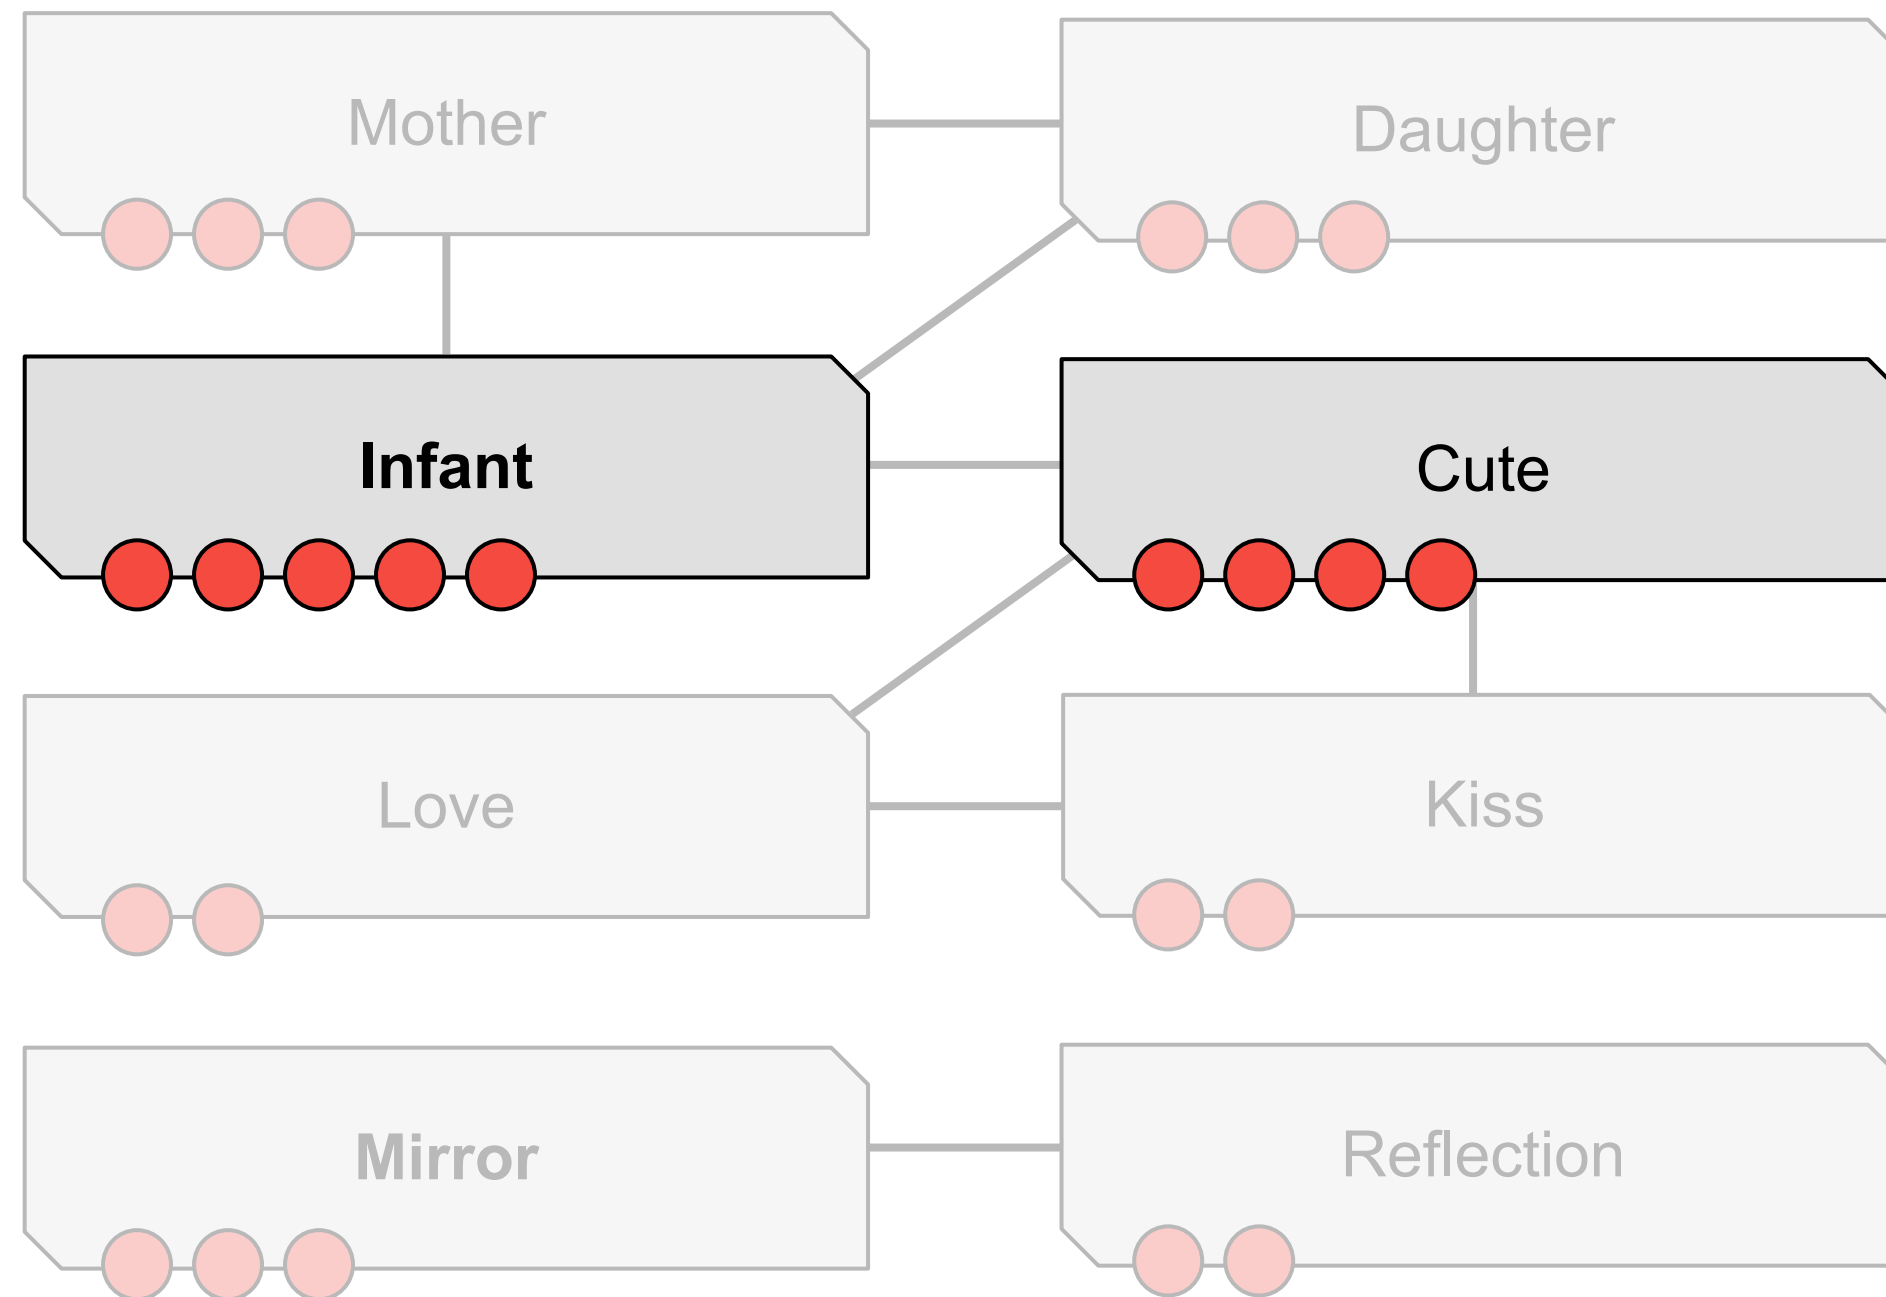 Mother
Daughter
Infant
Cute
Love
Kiss
Mirror
Reflection